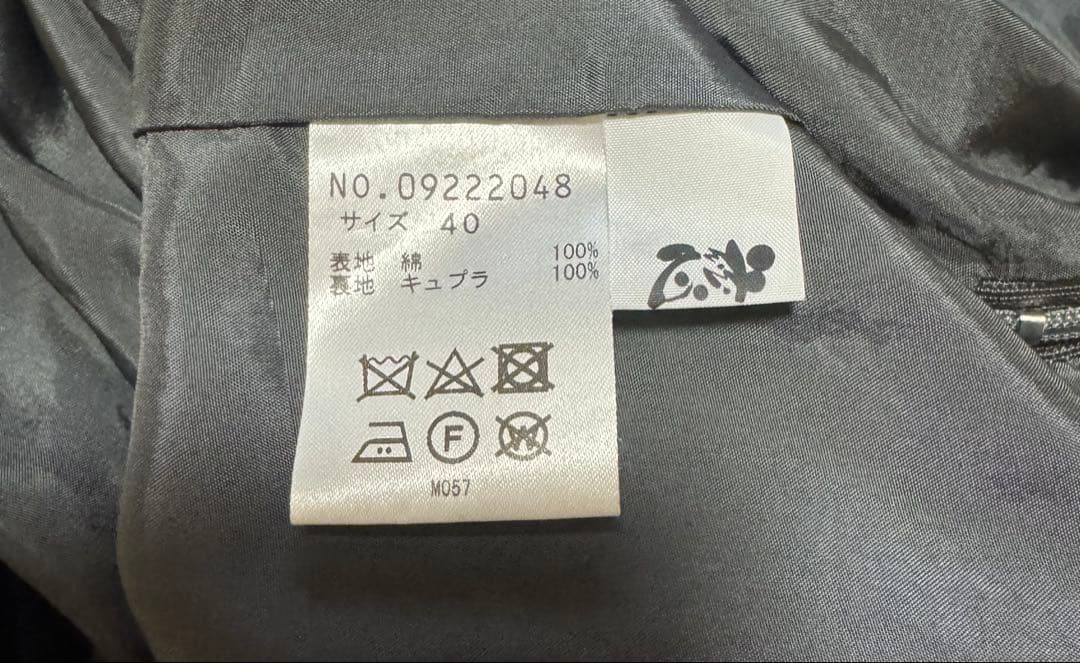 NO.09222048
サイズ 40
表地 綿 100%
裏地 キュプラ 100%
F
W
M057